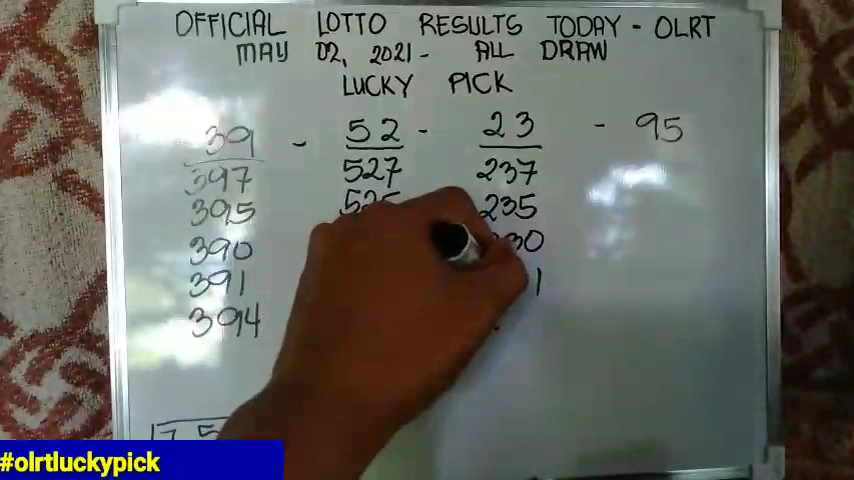 OFFICIAL LOTTO RESULTS TODAY - OLRT
MAY 02, 2021 - ALL DRAW
LUCKY PICK
39 - 52 - 23 - 95
397 527 237
395 235
390
391
394
#olrtluckypick